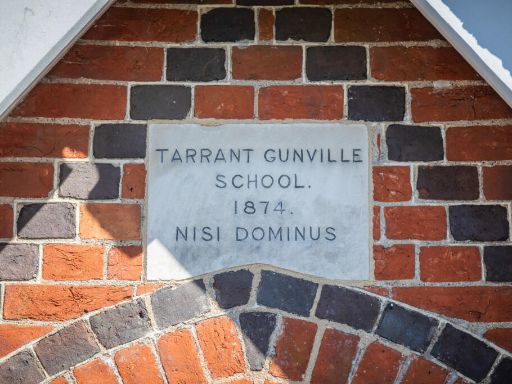 TARRANT GUNVILLE
SCHOOL.
1874.
NISI DOMINUS